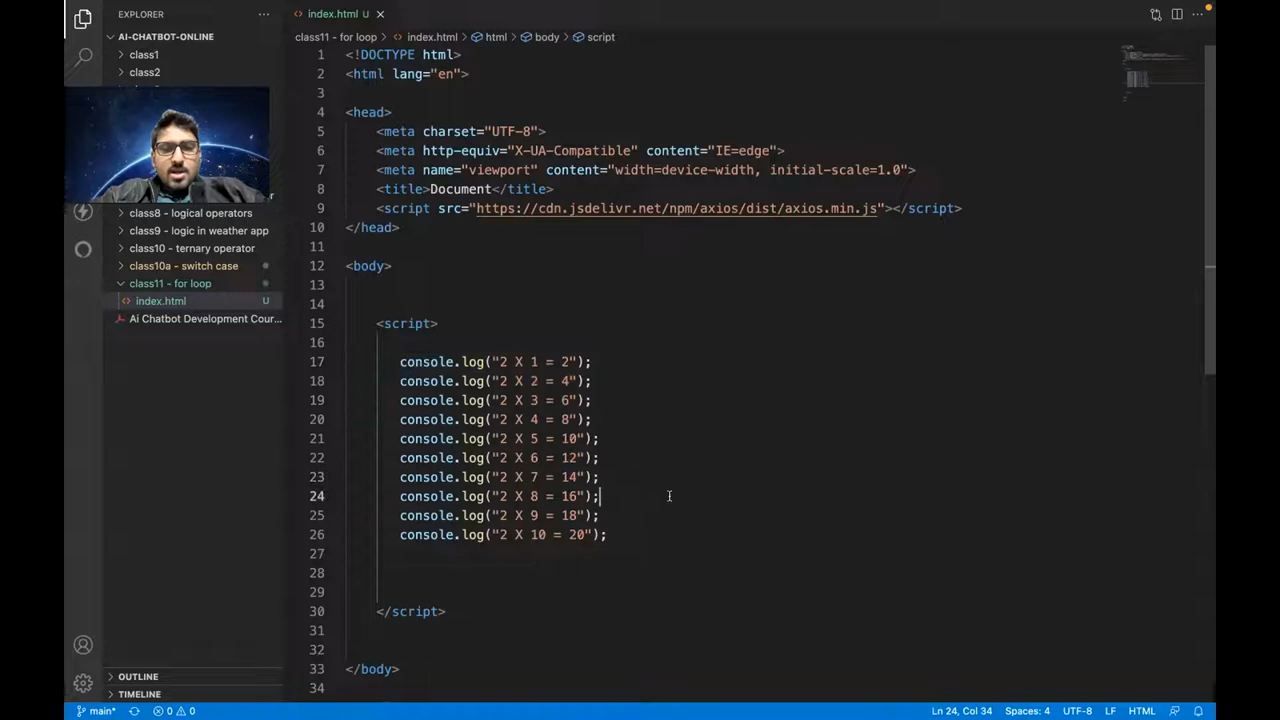 EXPLORER
AI-CHATBOT-ONLINE
class1
class2
class8 - logical operators
class9 - logic in weather app
class10 - ternary operator
class10a - switch case
class11 - for loop
index.html U
Ai Chatbot Development Cour...
OUTLINE
TIMELINE
index.html U
class11 - for loop > index.html > html > body > script
1 <!DOCTYPE html>
2 <html lang="en">
3
4 <head>
5 <meta charset="UTF-8">
6 <meta http-equiv="X-UA-Compatible" content="IE=edge">
7 <meta name="viewport" content="width=device-width, initial-scale=1.0">
8 <title>Document</title>
9 <script src="https://cdn.jsdelivr.net/npm/axios/dist/axios.min.js"></script>
10 </head>
11
12 <body>
13
14
15 <script>
16
17 console.log("2 X 1 = 2");
18 console.log("2 X 2 = 4");
19 console.log("2 X 3 = 6");
20 console.log("2 X 4 = 8");
21 console.log("2 X 5 = 10");
22 console.log("2 X 6 = 12");
23 console.log("2 X 7 = 14");
24 console.log("2 X 8 = 16");
25 console.log("2 X 9 = 18");
26 console.log("2 X 10 = 20");
27
28
29
30 </script>
31
32
33 </body>
34
main* 0 0 Ln 24, Col 34 Spaces: 4 UTF-8 LF HTML